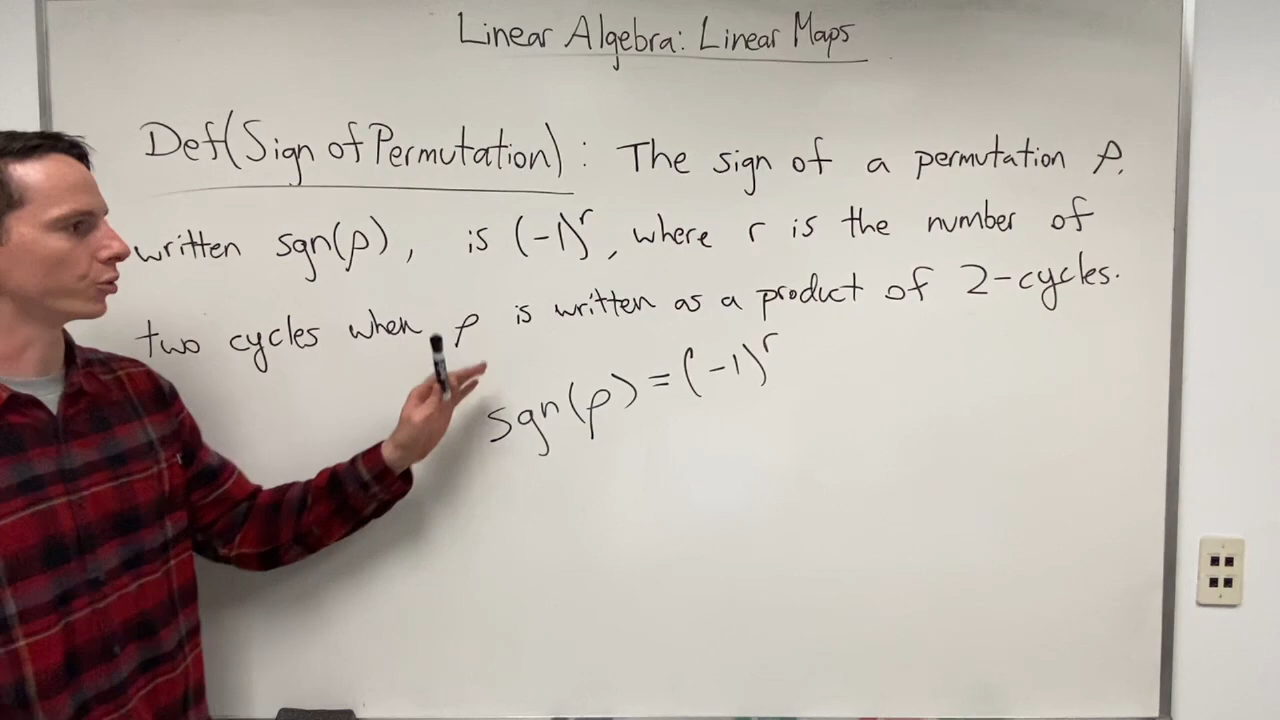 Linear Algebra: Linear Maps
Def(Sign of Permutation): The sign of a permutation ρ,
written sgn(ρ), is (-1)^r, where r is the number of
two cycles when ρ is written as a product of 2-cycles.
sgn(ρ) = (-1)^r